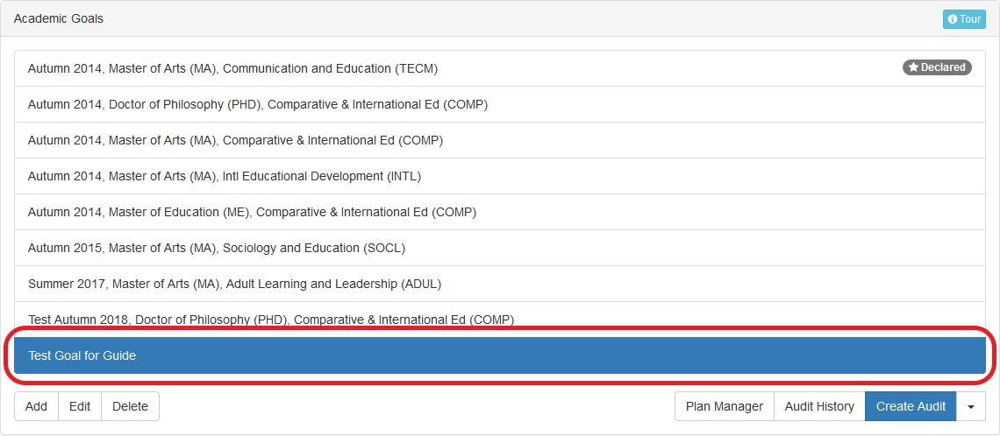 Academic Goals
Tour
Autumn 2014, Master of Arts (MA), Communication and Education (TECM)
Declared
Autumn 2014, Doctor of Philosophy (PHD), Comparative & International Ed (COMP)
Autumn 2014, Master of Arts (MA), Comparative & International Ed (COMP)
Autumn 2014, Master of Arts (MA), Intl Educational Development (INTL)
Autumn 2014, Master of Education (ME), Comparative & International Ed (COMP)
Autumn 2015, Master of Arts (MA), Sociology and Education (SOCL)
Summer 2017, Master of Arts (MA), Adult Learning and Leadership (ADUL)
Test Autumn 2018, Doctor of Philosophy (PHD), Comparative & International Ed (COMP)
Test Goal for Guide
Add
Edit
Delete
Plan Manager
Audit History
Create Audit